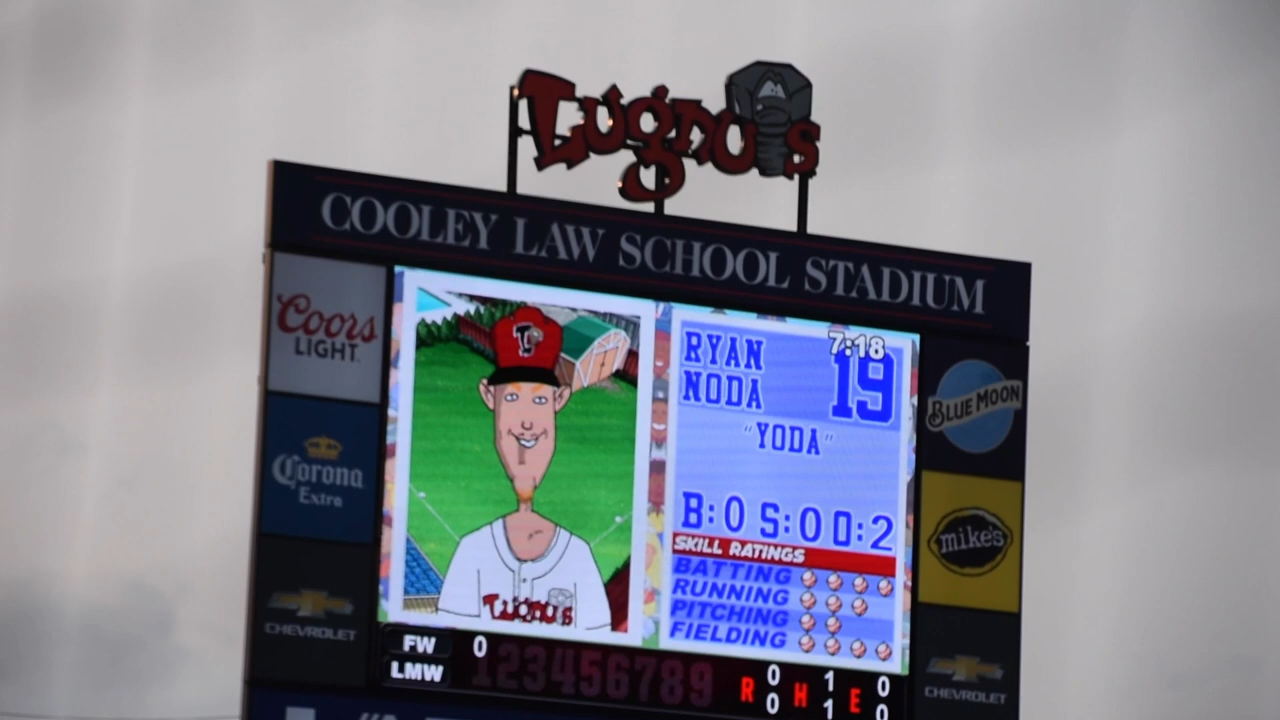 Lugnuts
COOLEY LAW SCHOOL STADIUM
Coors
LIGHT
Corona
Extra
CHEVROLET
RYAN
NODA
7:18
19
"YODA"
B:0 S:0 O:2
SKILL RATINGS
BATTING
RUNNING
PITCHING
FIELDING
Lugnuts
BLUE MOON
mike's
CHEVROLET
FW 0
LMW
123456789
R 0 0
H 1 1
E 0 0